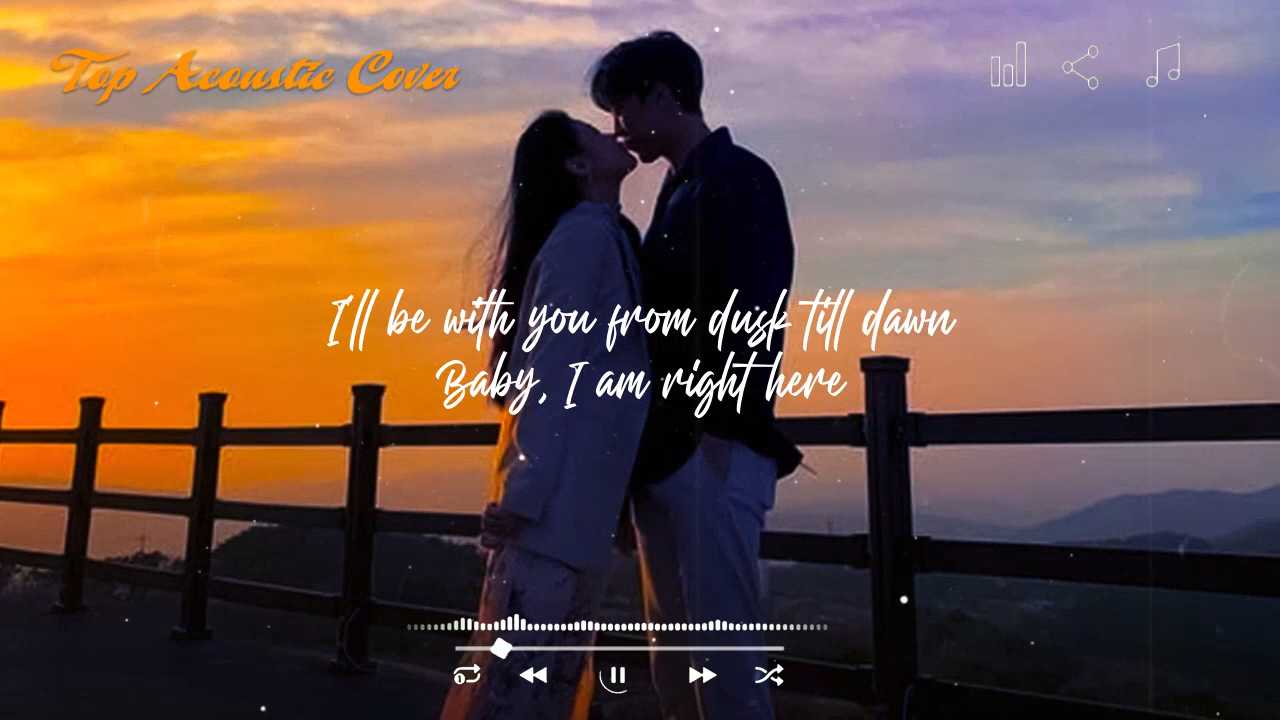 Top Acoustic Cover
I'll be with you from dusk till dawn
Baby, I am right here